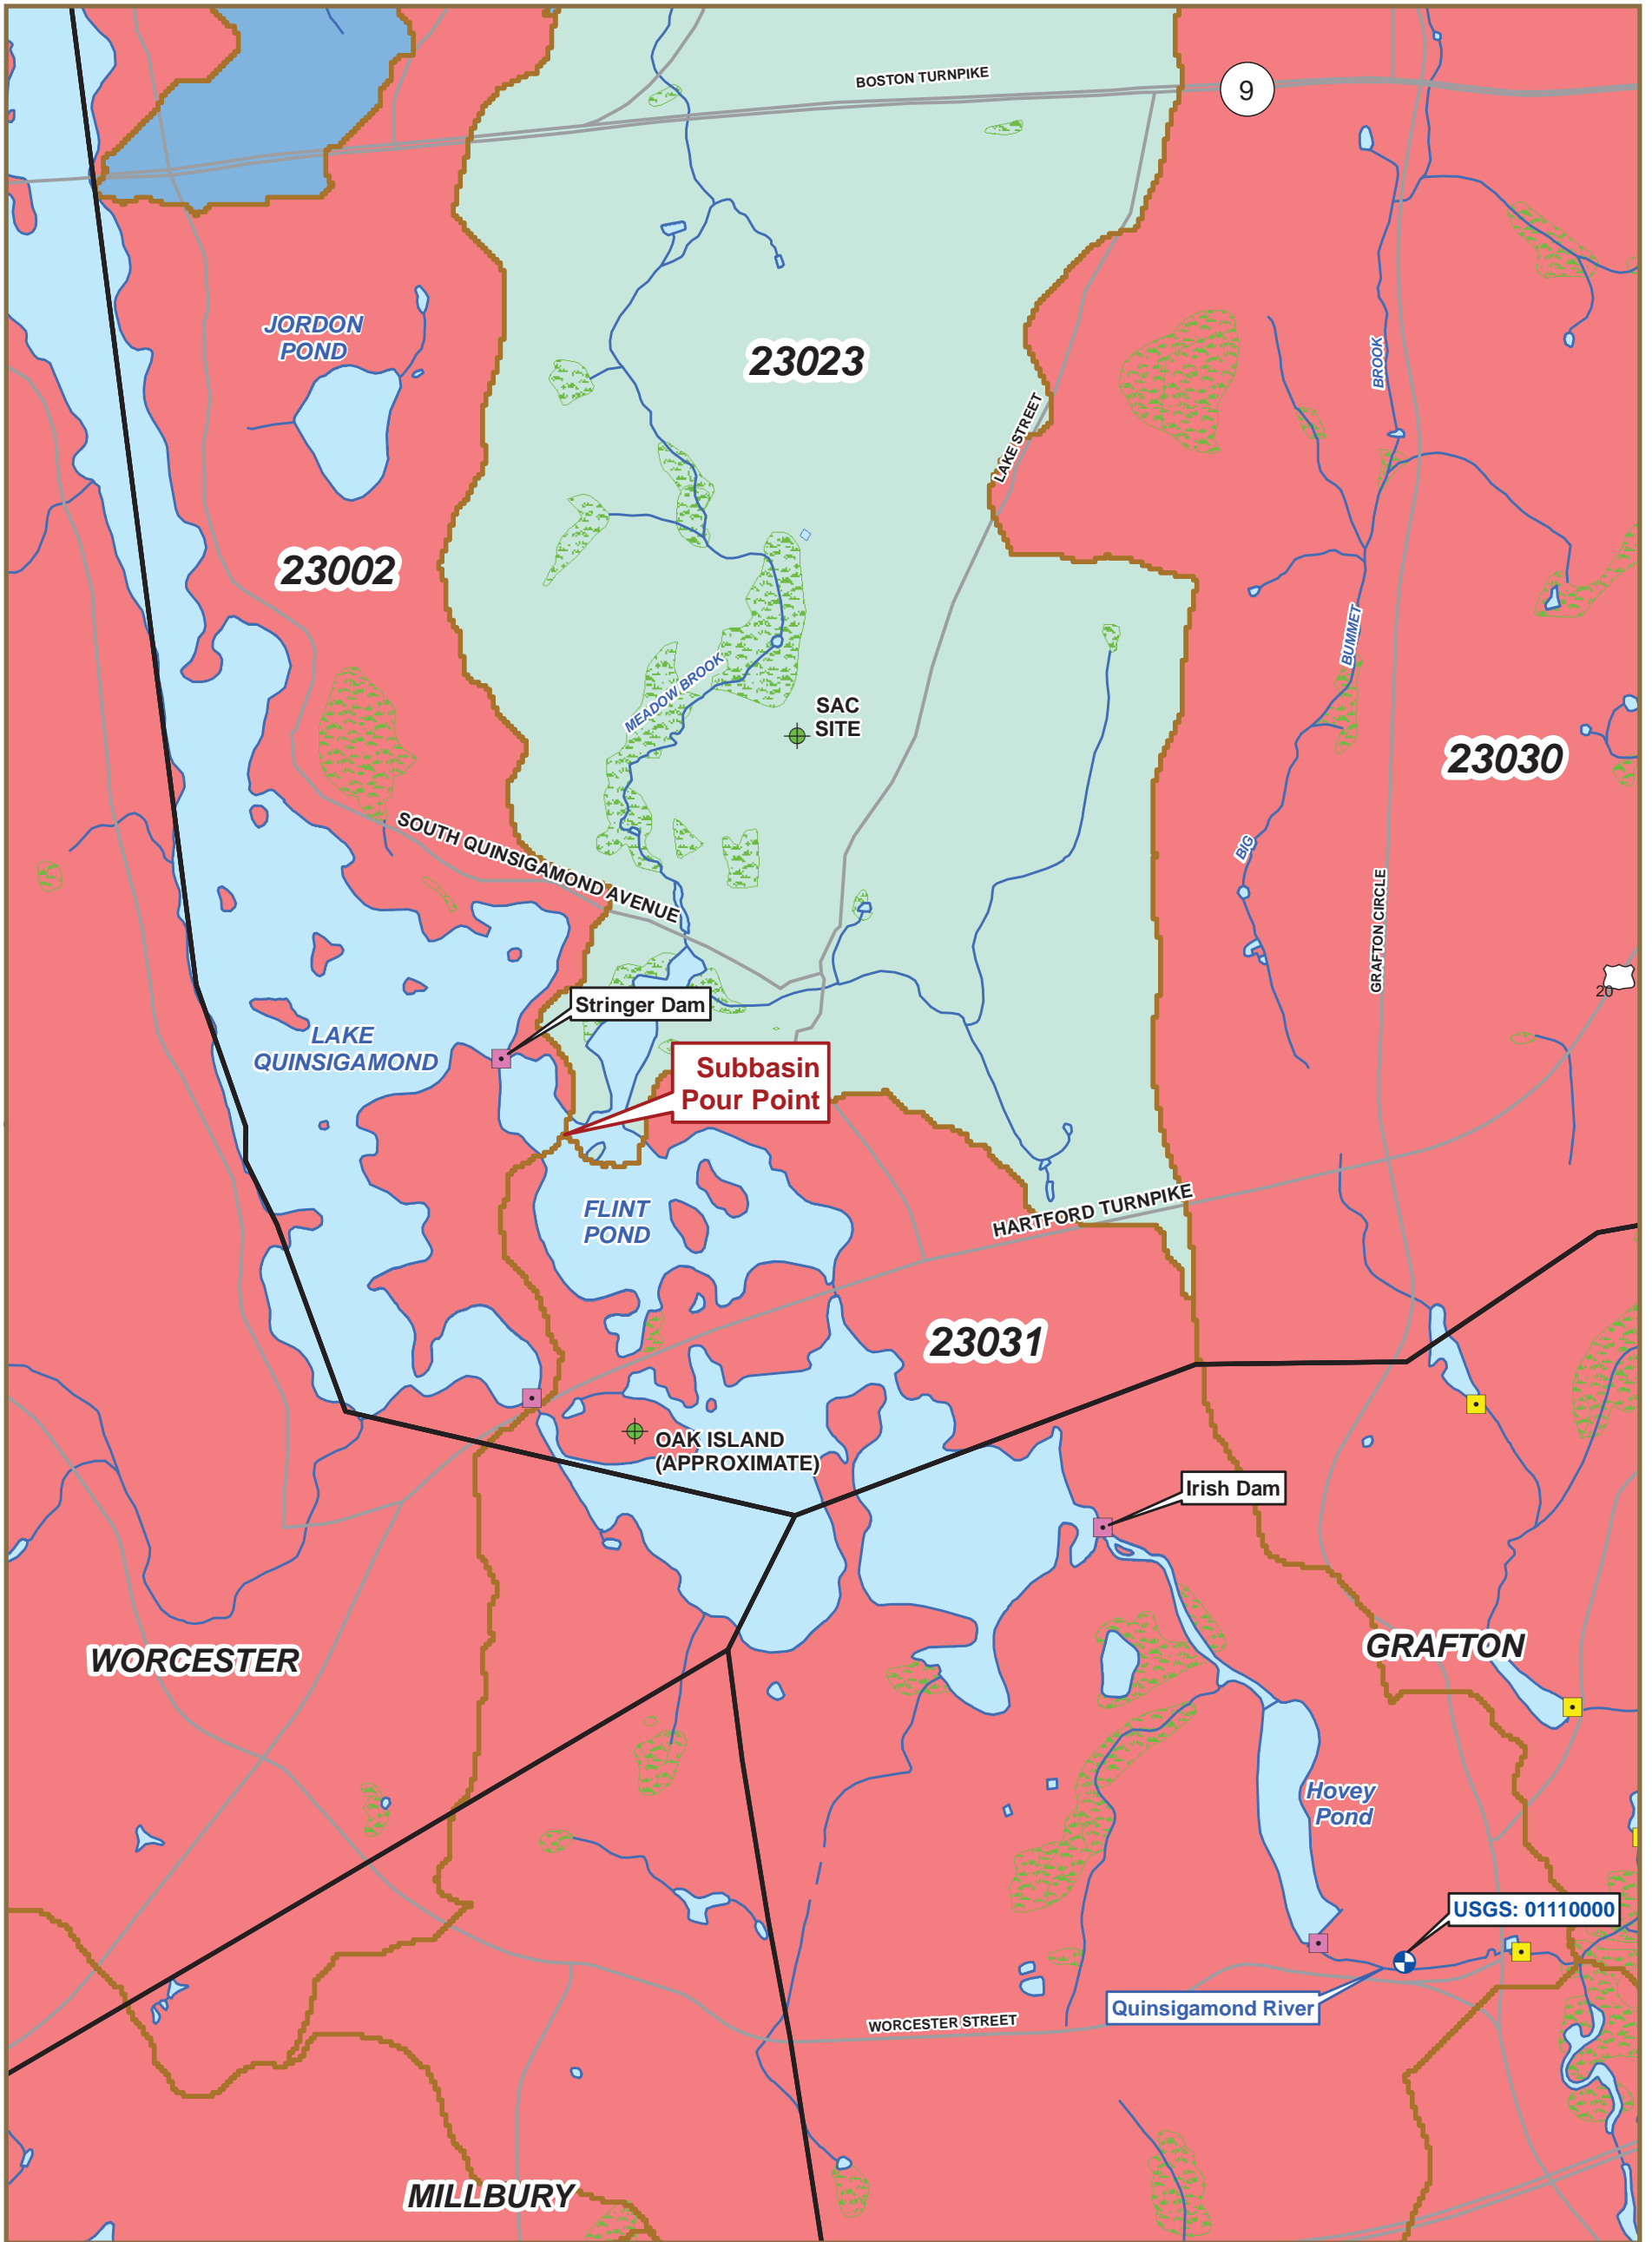 BOSTON TURNPIKE
9
JORDON
POND
23023
BROOK
LAKE STREET
23002
BUMMET
MEADOW BROOK
SAC
SITE
23030
SOUTH QUINSIGAMOND AVENUE
BIG
GRAFTON CIRCLE
20
Stringer Dam
LAKE
QUINSIGAMOND
Subbasin
Pour Point
FLINT
POND
HARTFORD TURNPIKE
23031
OAK ISLAND
(APPROXIMATE)
Irish Dam
WORCESTER
GRAFTON
Hovey
Pond
USGS: 01110000
Quinsigamond River
WORCESTER STREET
MILLBURY